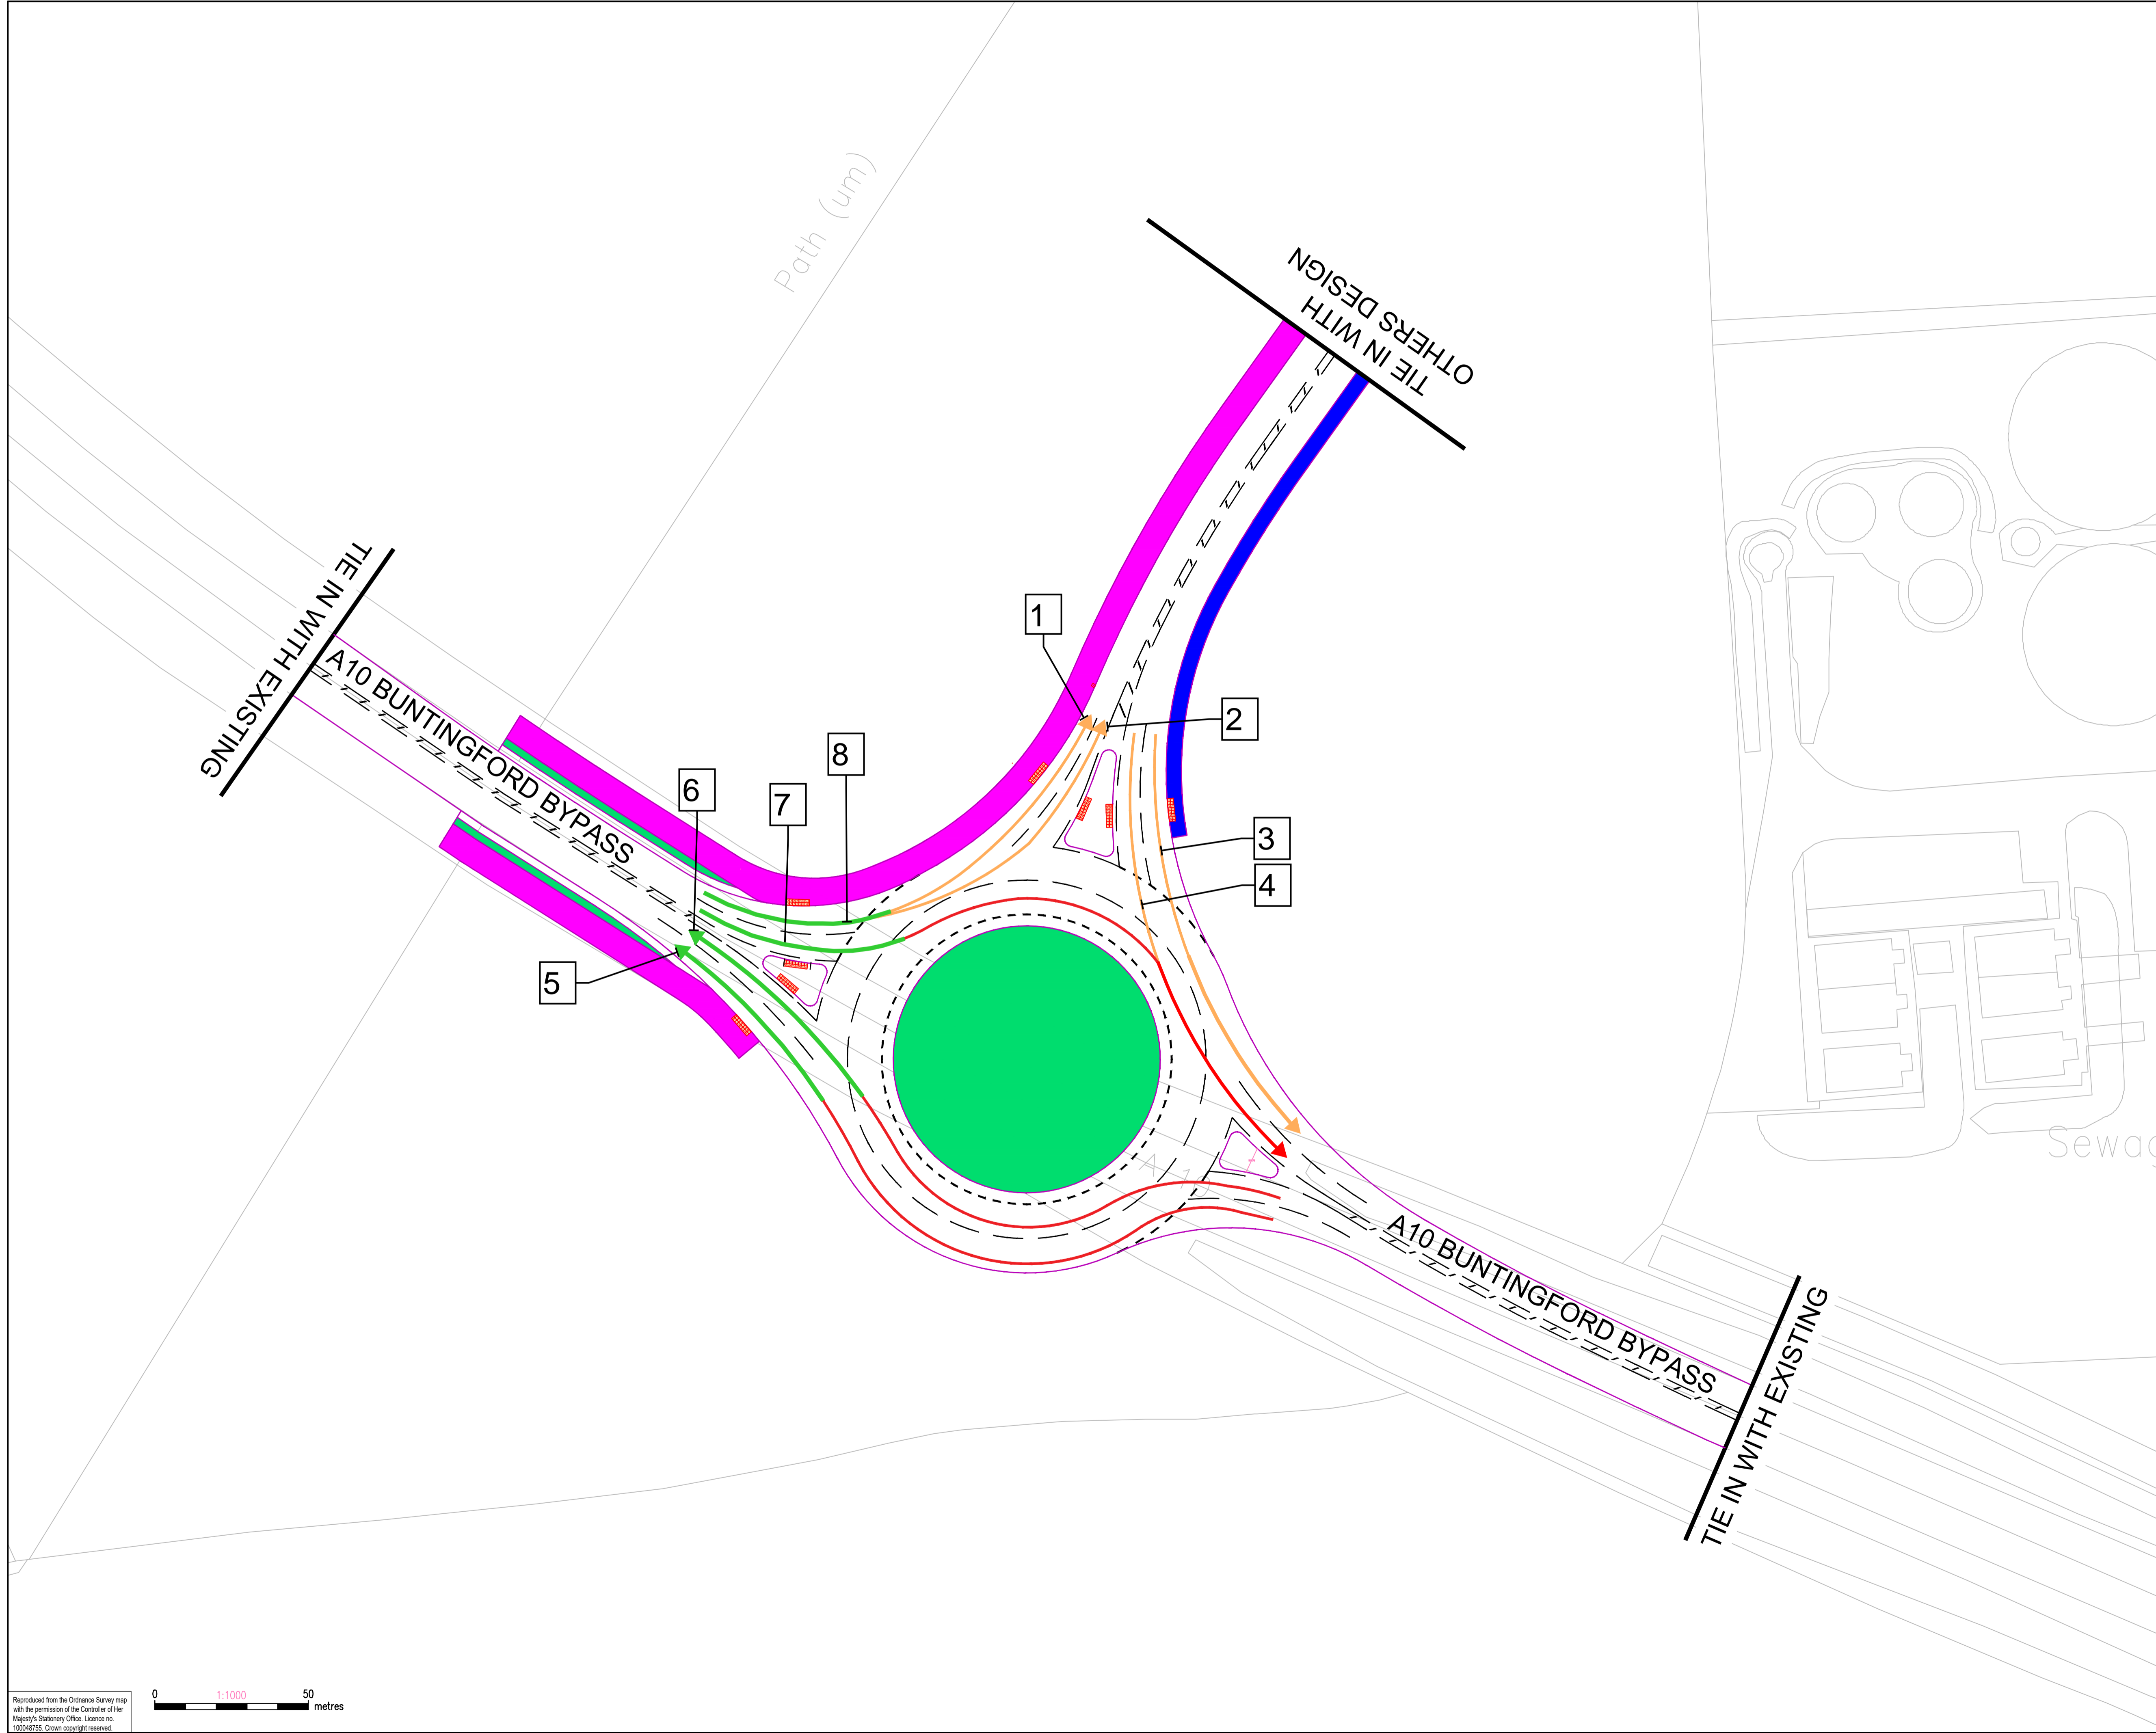 Path (um)
TIE IN WITH
OTHERS DESIGN
TIE IN WITH EXISTING
A10 BUNTINGFORD BYPASS
1
2
8
6
7
3
4
5
A10
A10 BUNTINGFORD BYPASS
TIE IN WITH EXISTING
0
1:1000
50
metres
Reproduced from the Ordnance Survey map
with the permission of the Controller of Her
Majesty's Stationery Office. Licence no.
100048755. Crown copyright reserved.